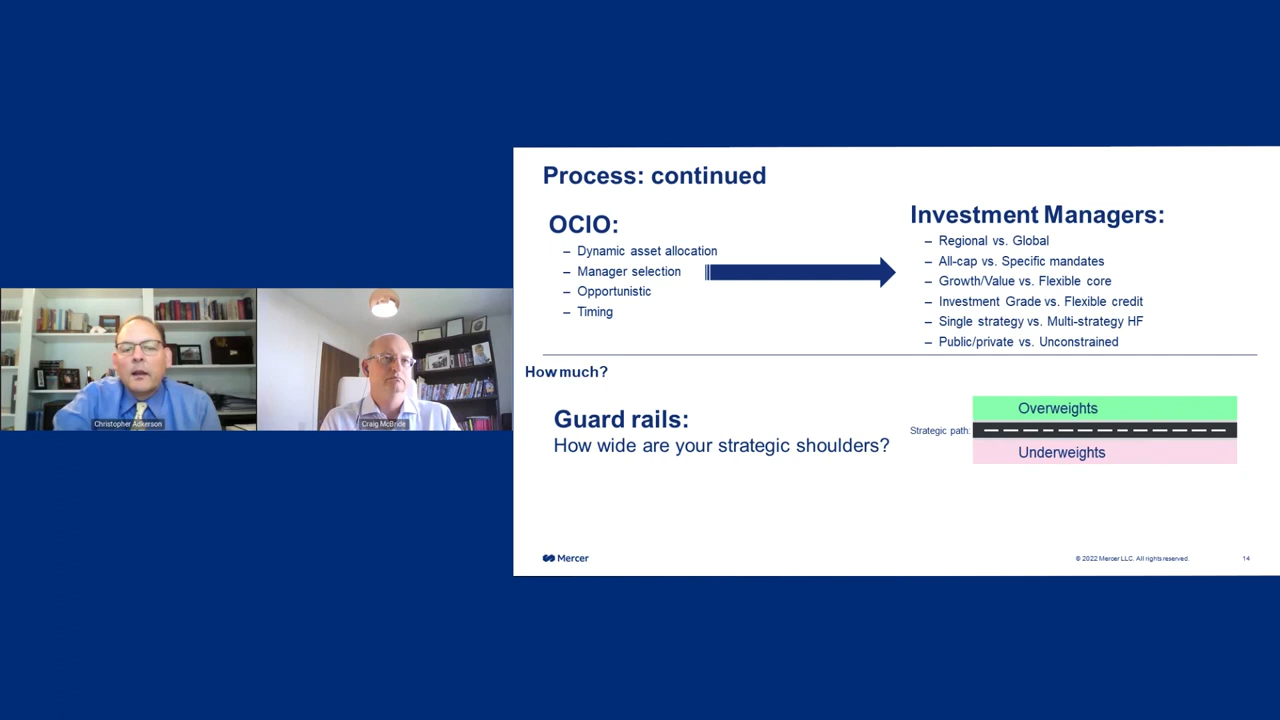 Process: continued
OCIO:
– Dynamic asset allocation
– Manager selection
– Opportunistic
– Timing
Investment Managers:
– Regional vs. Global
– All-cap vs. Specific mandates
– Growth/Value vs. Flexible core
– Investment Grade vs. Flexible credit
– Single strategy vs. Multi-strategy HF
– Public/private vs. Unconstrained
How much?
Guard rails:
How wide are your strategic shoulders?
Overweights
Strategic path:
Underweights
Christopher Adkerson
Craig McBride
Mercer
© 2022 Mercer LLC. All rights reserved.
14